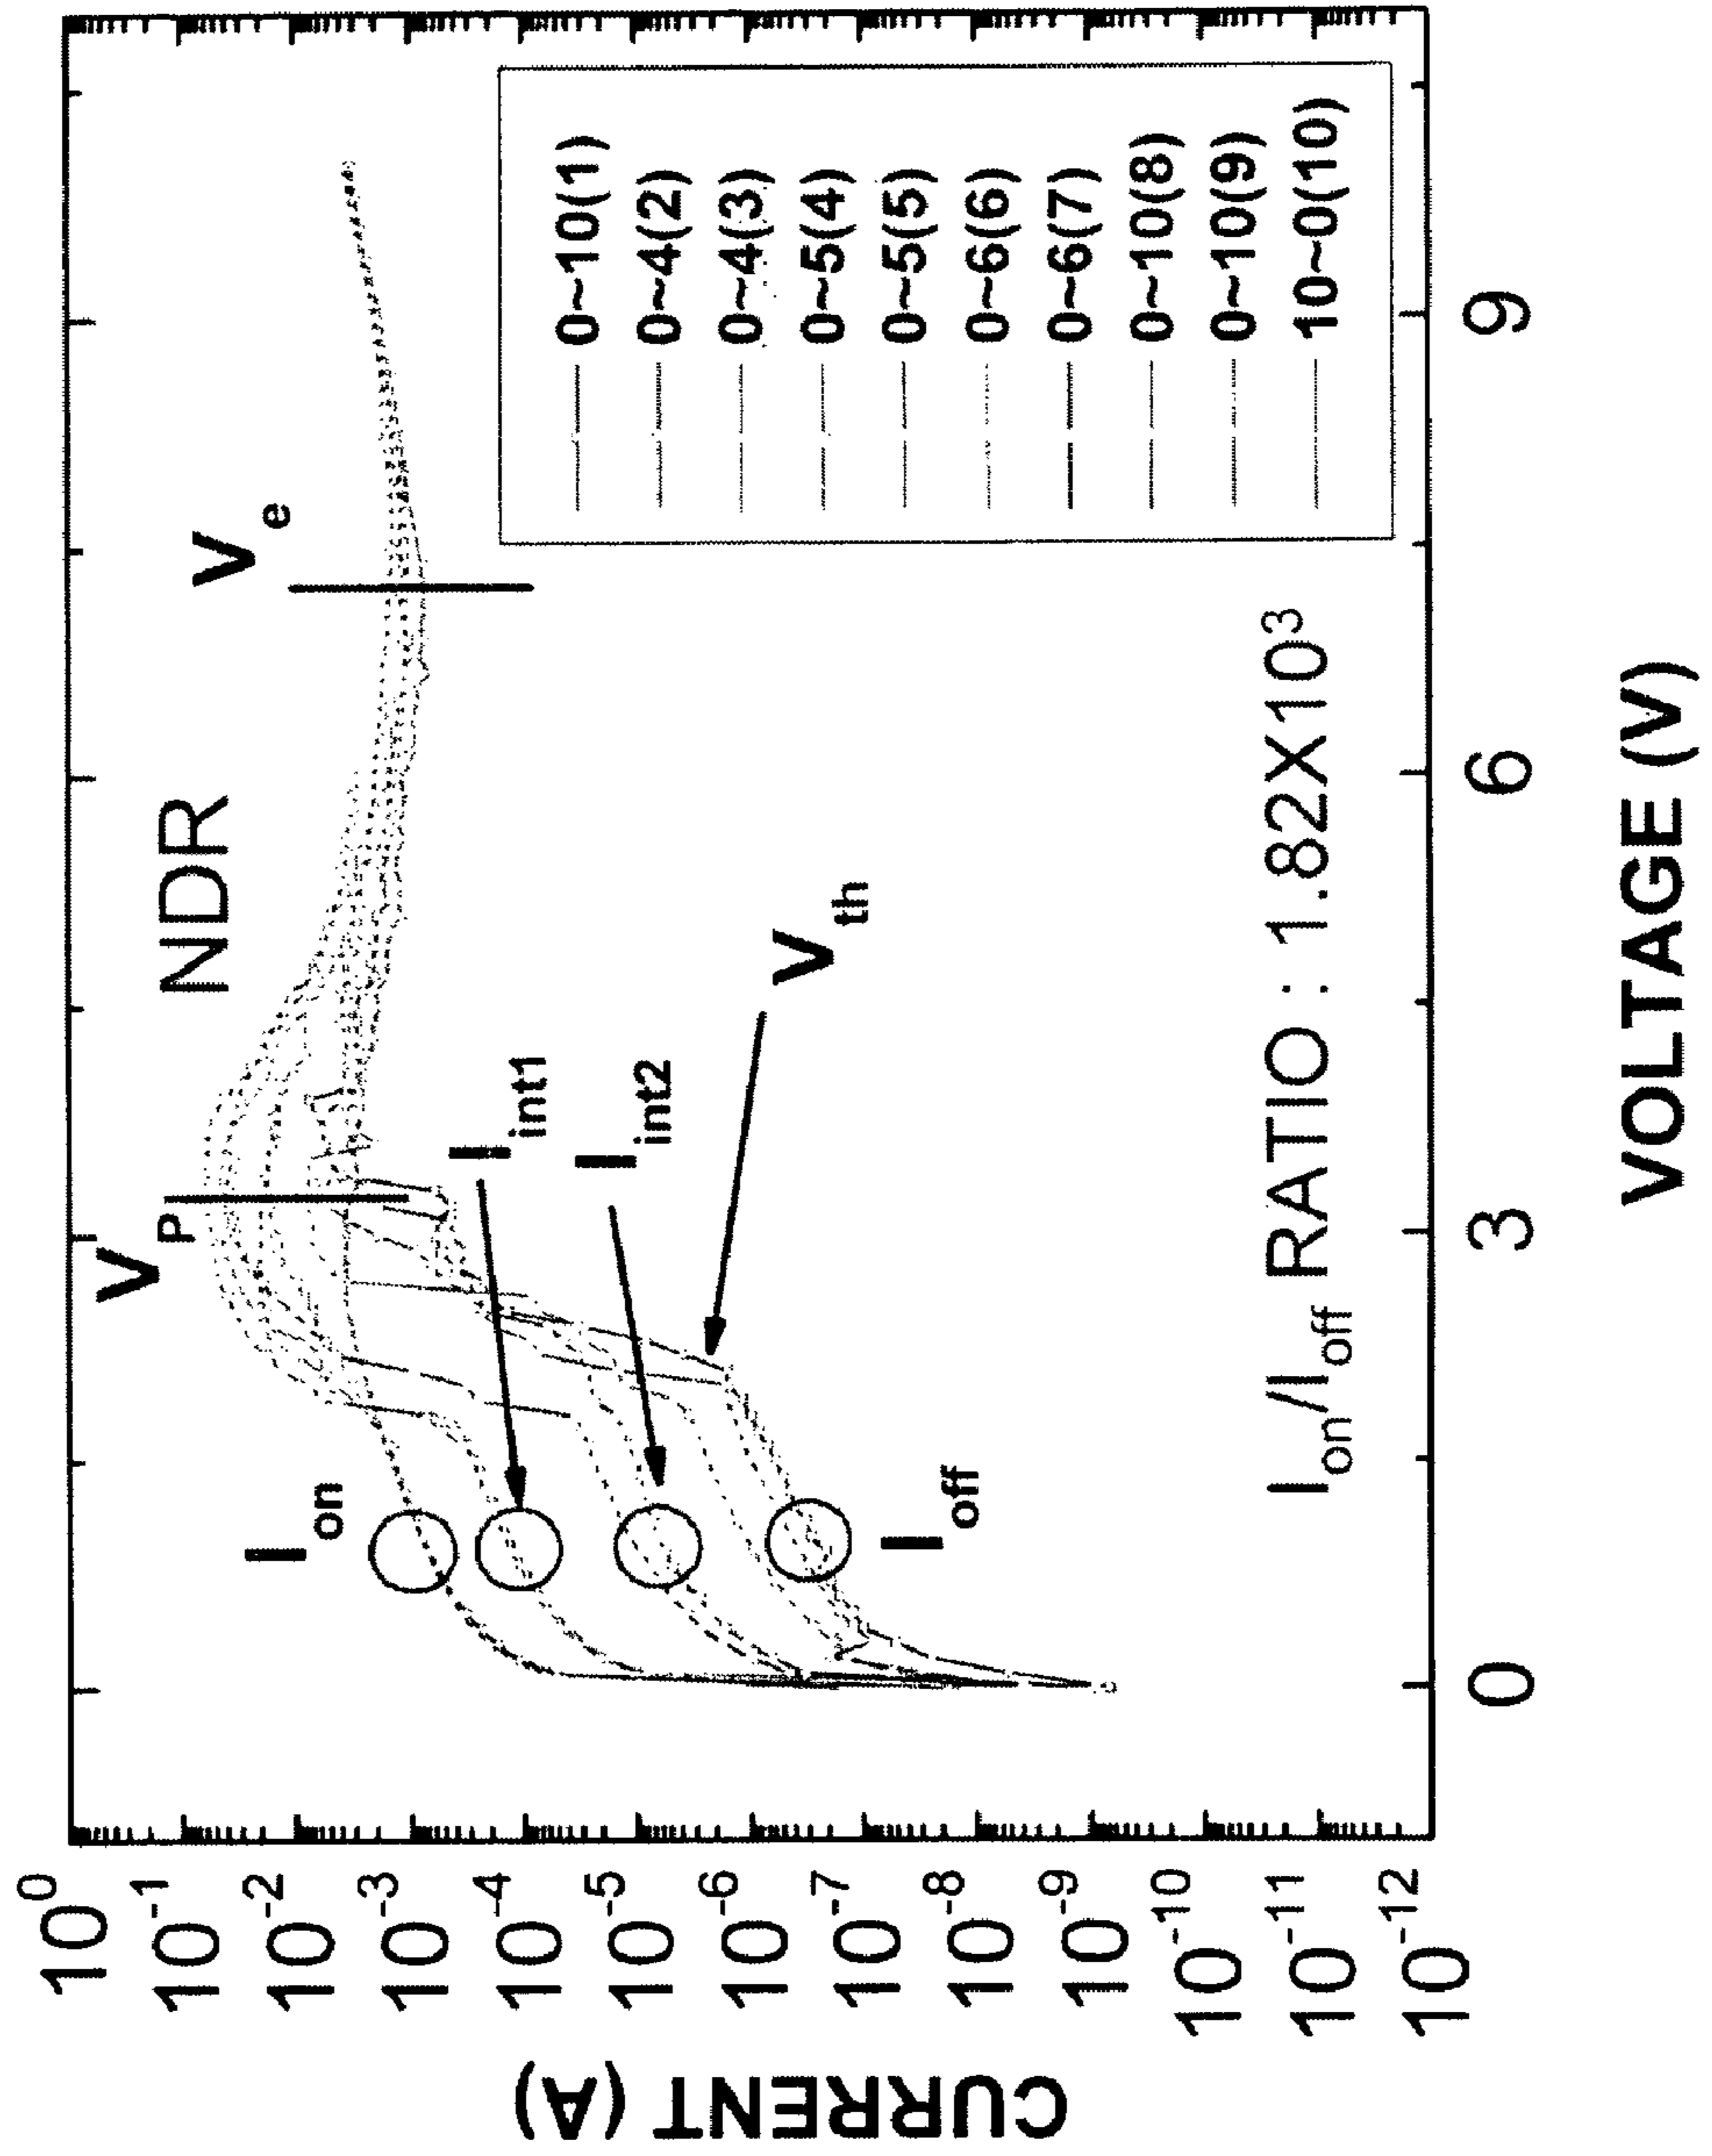 CURRENT (A)
10^0
10^-1
10^-2
10^-3
10^-4
10^-5
10^-6
10^-7
10^-8
10^-9
10^-10
10^-11
10^-12
V_P
NDR
V_e
I_on
I_int1
I_int2
V_th
I_off
I_on/I_off RATIO : 1.82X10^3
0~10(1)
0~4(2)
0~4(3)
0~5(4)
0~5(5)
0~6(6)
0~6(7)
0~10(8)
0~10(9)
10~0(10)
0
3
6
9
VOLTAGE (V)